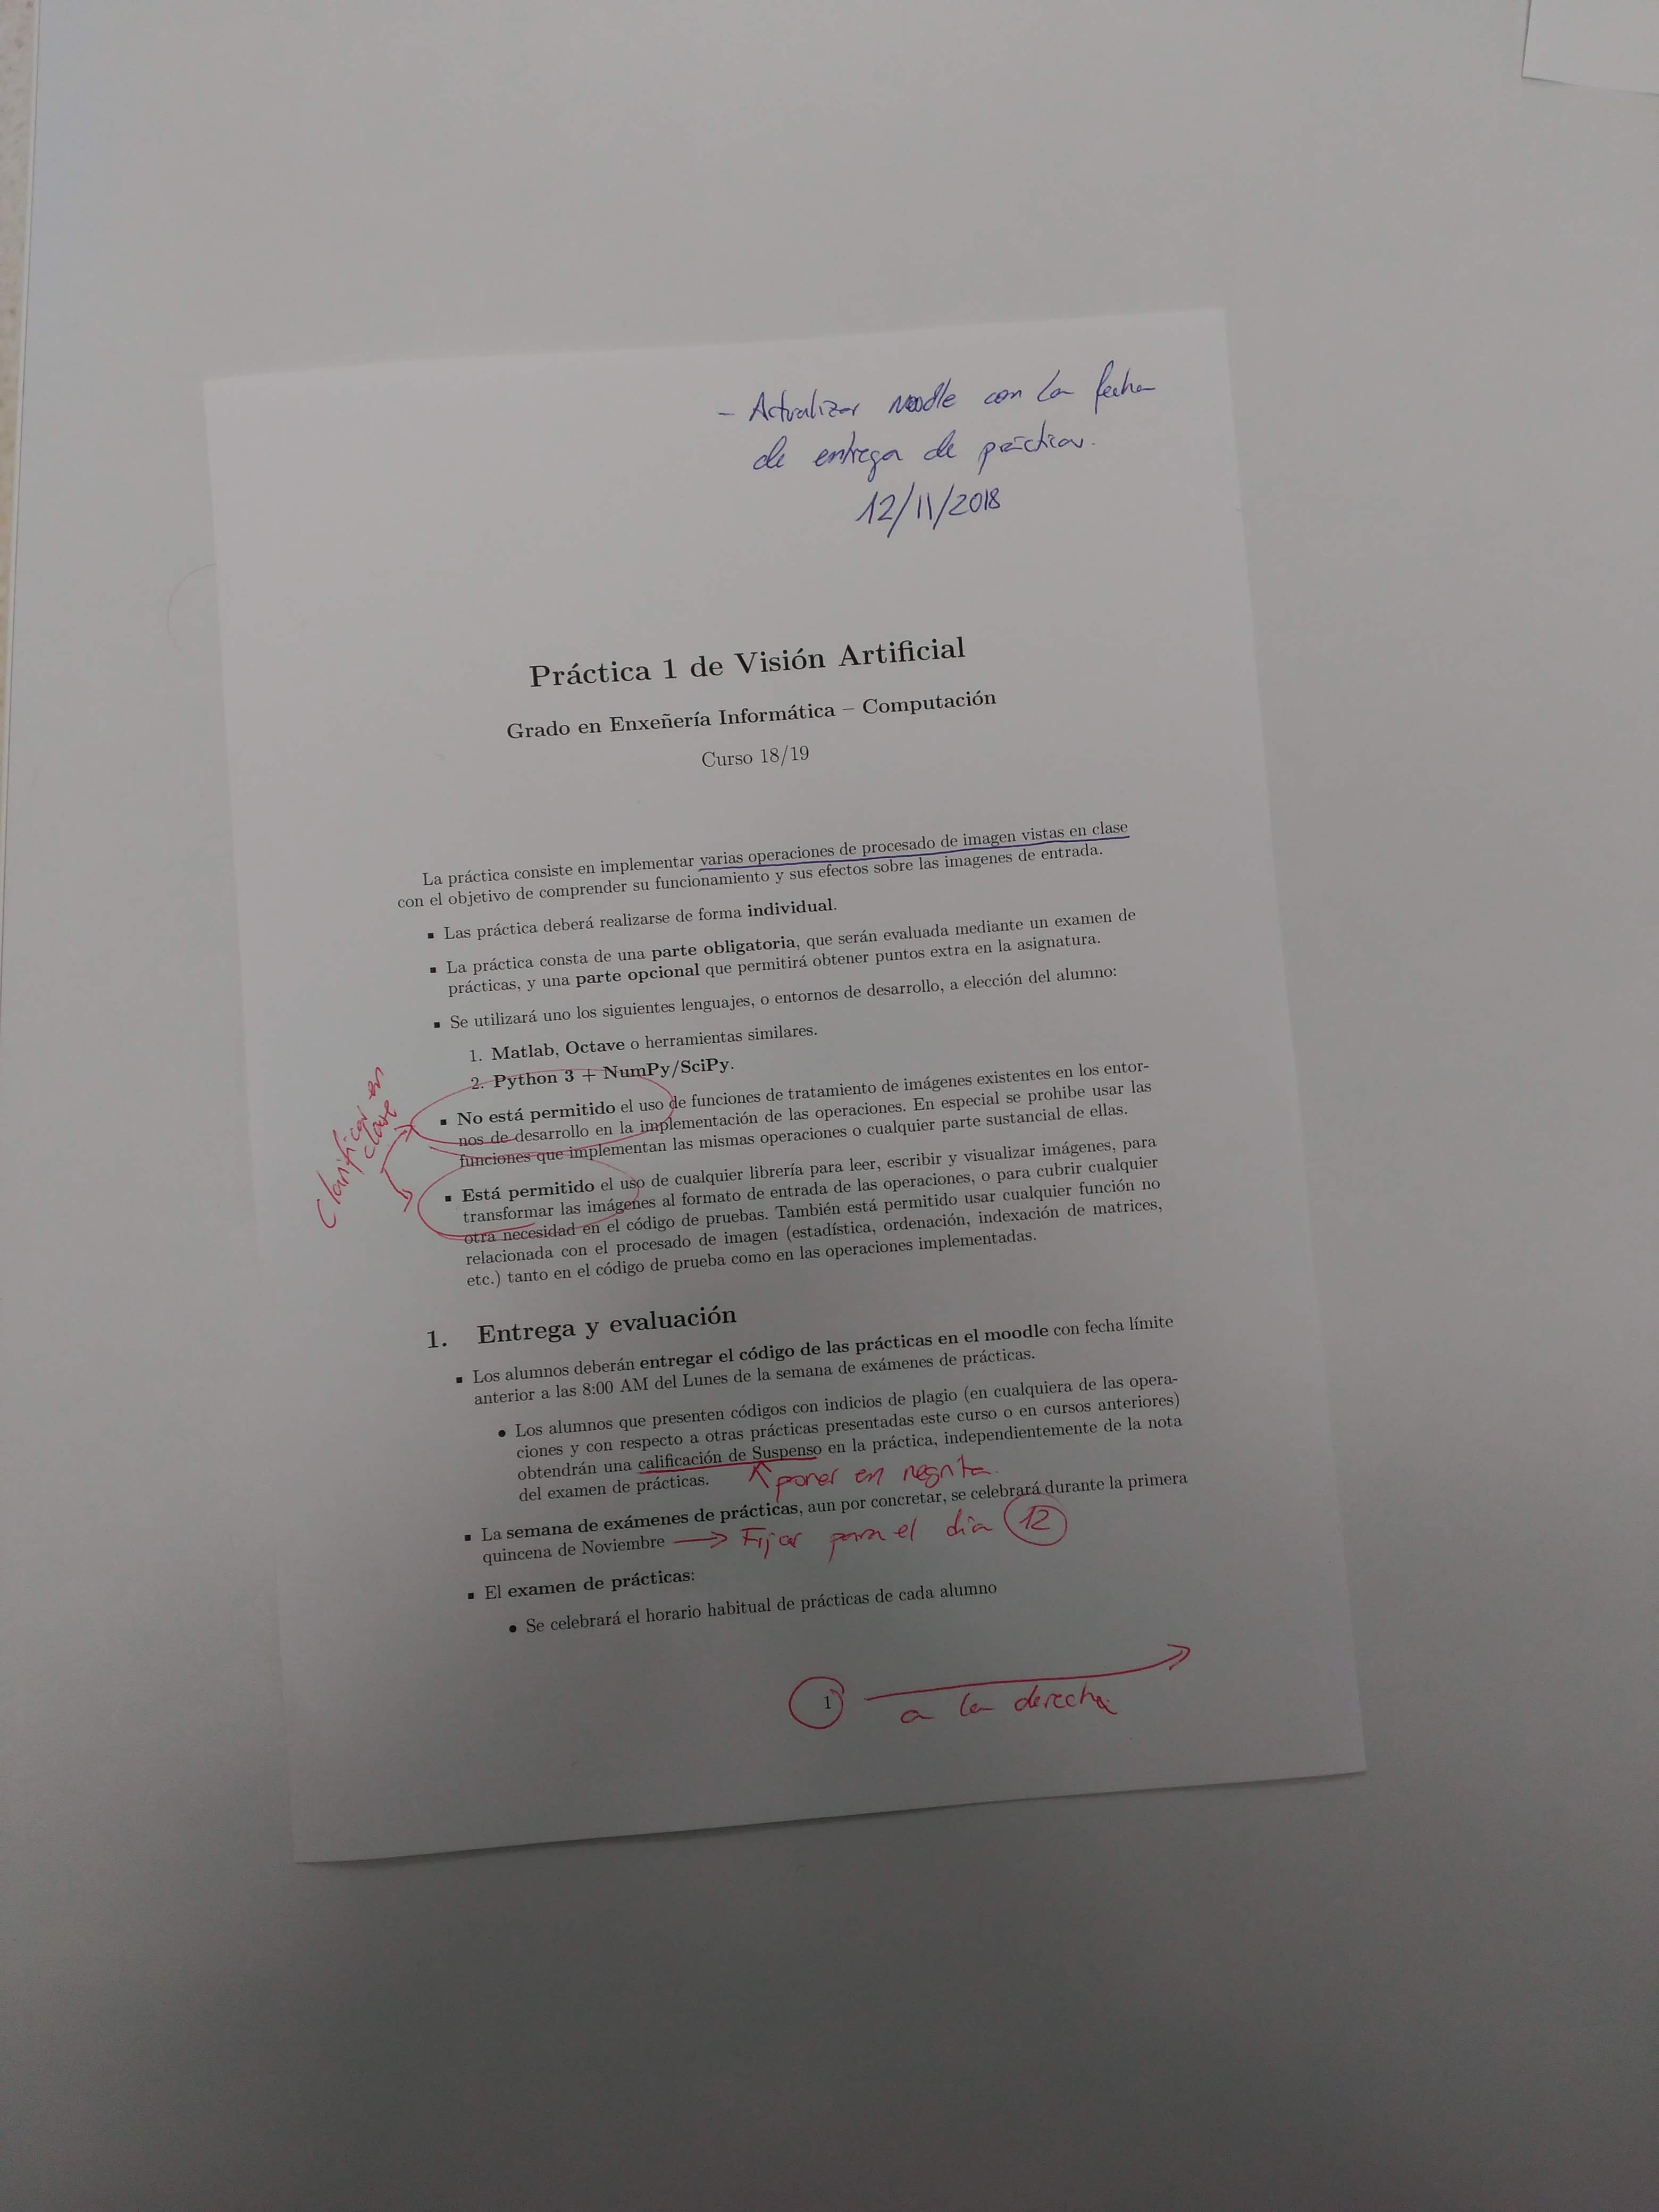 - Actualizar Moodle con la fecha
de entrega de prácticas.
12/11/2018
Práctica 1 de Visión Artificial
Grado en Enxeñería Informática – Computación
Curso 18/19
La práctica consiste en implementar varias operaciones de procesado de imagen vistas en clase
con el objetivo de comprender su funcionamiento y sus efectos sobre las imagenes de entrada.
▪ Las práctica deberá realizarse de forma individual.
▪ La práctica consta de una parte obligatoria, que serán evaluada mediante un examen de
prácticas, y una parte opcional que permitirá obtener puntos extra en la asignatura.
▪ Se utilizará uno los siguientes lenguajes, o entornos de desarrollo, a elección del alumno:
1. Matlab, Octave o herramientas similares.
2. Python 3 + NumPy/SciPy.
Clarificar en
clase
▪ No está permitido el uso de funciones de tratamiento de imágenes existentes en los entor-
nos de desarrollo en la implementación de las operaciones. En especial se prohibe usar las
funciones que implementan las mismas operaciones o cualquier parte sustancial de ellas.
▪ Está permitido el uso de cualquier librería para leer, escribir y visualizar imágenes, para
transformar las imágenes al formato de entrada de las operaciones, o para cubrir cualquier
otra necesidad en el código de pruebas. También está permitido usar cualquier función no
relacionada con el procesado de imagen (estadística, ordenación, indexación de matrices,
etc.) tanto en el código de prueba como en las operaciones implementadas.
1. Entrega y evaluación
▪ Los alumnos deberán entregar el código de las prácticas en el moodle con fecha límite
anterior a las 8:00 AM del Lunes de la semana de exámenes de prácticas.
• Los alumnos que presenten códigos con indicios de plagio (en cualquiera de las opera-
ciones y con respecto a otras prácticas presentadas este curso o en cursos anteriores)
obtendrán una calificación de Suspenso en la práctica, independientemente de la nota
del examen de prácticas. poner en negrita
▪ La semana de exámenes de prácticas, aun por concretar, se celebrará durante la primera
quincena de Noviembre → Fijar para el día 12
▪ El examen de prácticas:
• Se celebrará el horario habitual de prácticas de cada alumno
1
a la derecha